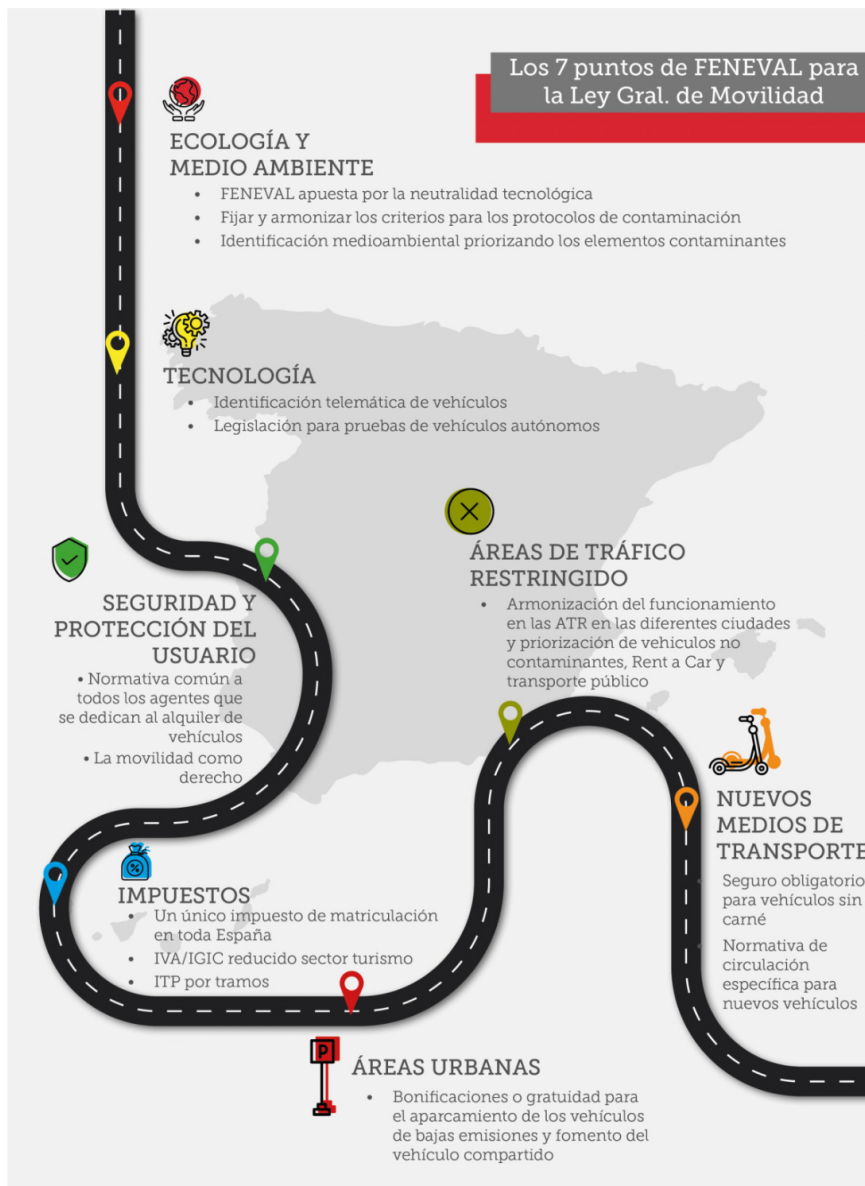 Los 7 puntos de FENEVAL para
la Ley Gral. de Movilidad
ECOLOGÍA Y
MEDIO AMBIENTE
• FENEVAL apuesta por la neutralidad tecnológica
• Fijar y armonizar los criterios para los protocolos de contaminación
• Identificación medioambiental priorizando los elementos contaminantes
TECNOLOGÍA
• Identificación telemática de vehículos
• Legislación para pruebas de vehículos autónomos
SEGURIDAD Y
PROTECCIÓN DEL
USUARIO
• Normativa común a
todos los agentes que
se dedican al alquiler de
vehículos
• La movilidad como
derecho
IMPUESTOS
• Un único impuesto de matriculación
en toda España
• IVA/IGIC reducido sector turismo
• ITP por tramos
P
ÁREAS URBANAS
• Bonificaciones o gratuidad para
el aparcamiento de los vehículos
de bajas emisiones y fomento del
vehículo compartido
ÁREAS DE TRÁFICO
RESTRINGIDO
• Armonización del funcionamiento
en las ATR en las diferentes ciudades
y priorización de vehiculos no
contaminantes, Rent a Car y
transporte público
NUEVOS
MEDIOS DE
TRANSPORTE
Seguro obligatorio
para vehículos sin
carné
Normativa de
circulación
específica para
nuevos vehículos